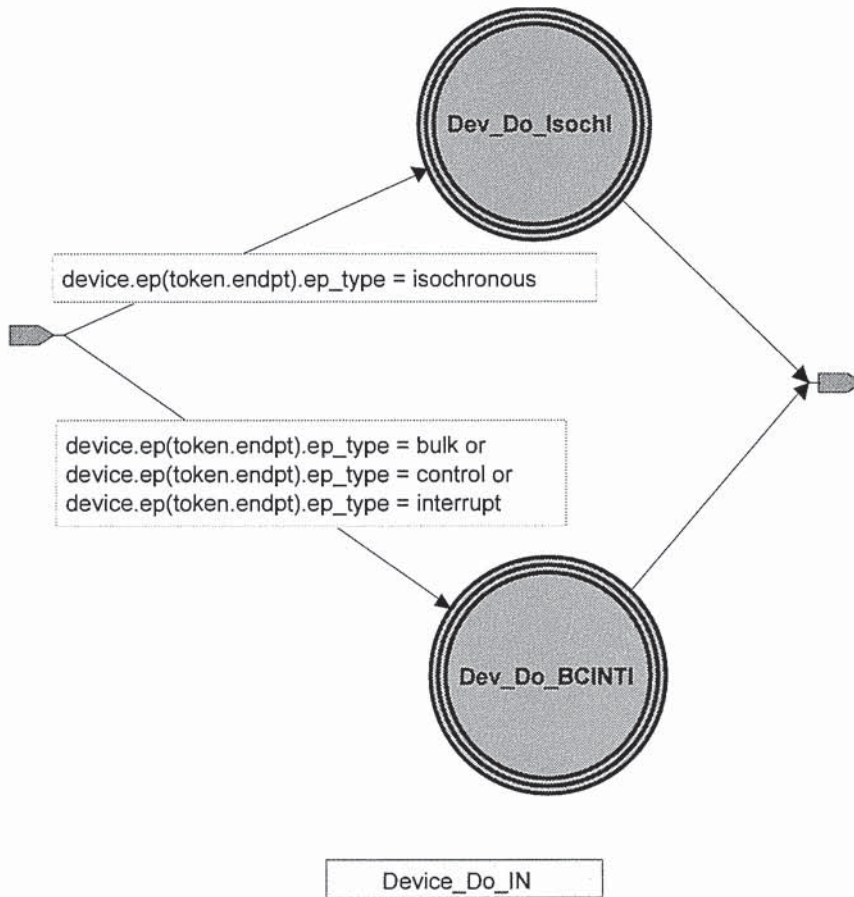 Dev_Do_IsochI
device.ep(token.endpt).ep_type = isochronous
device.ep(token.endpt).ep_type = bulk or
device.ep(token.endpt).ep_type = control or
device.ep(token.endpt).ep_type = interrupt
Dev_Do_BCINTI
Device_Do_IN